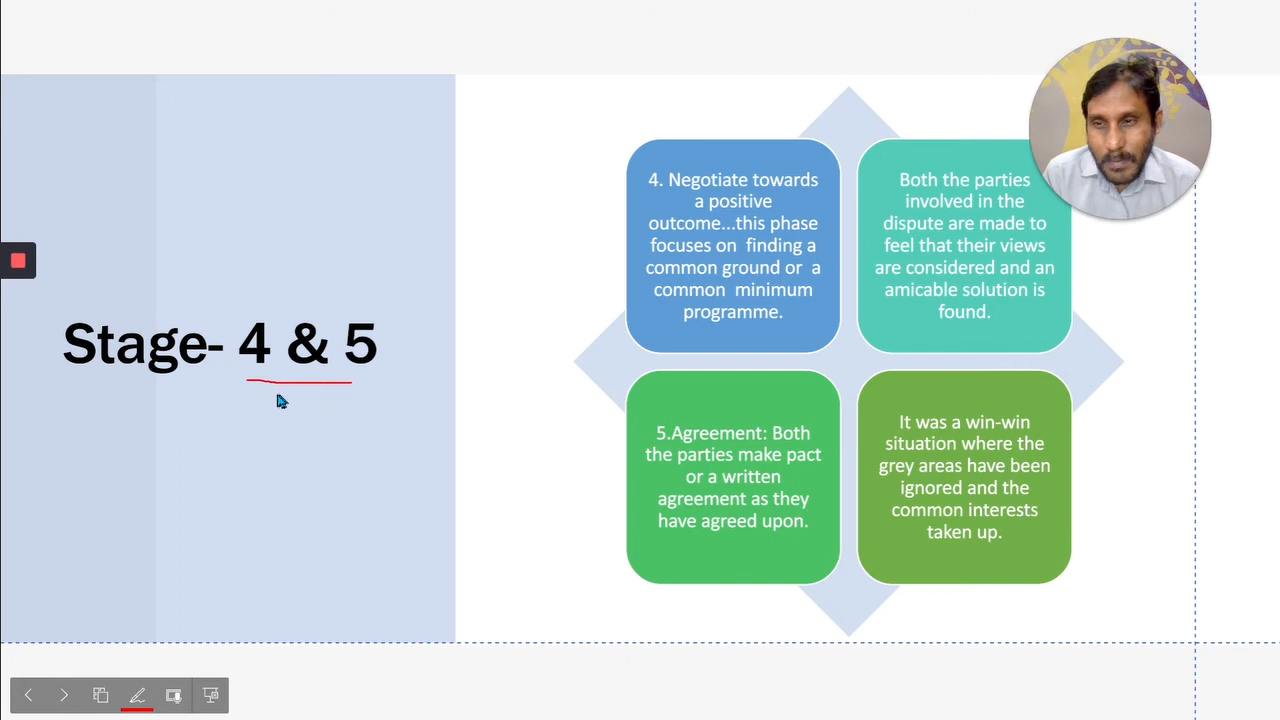 Stage- 4 & 5
4. Negotiate towards
a positive
outcome...this phase
focuses on  finding a
common ground or  a
common  minimum
programme.
Both the parties
involved in the
dispute are made to
feel that their views
are considered and an
amicable solution is
found.
5.Agreement: Both
the parties make pact
or a written
agreement as they
have agreed upon.
It was a win-win
situation where the
grey areas have been
ignored and the
common interests
taken up.